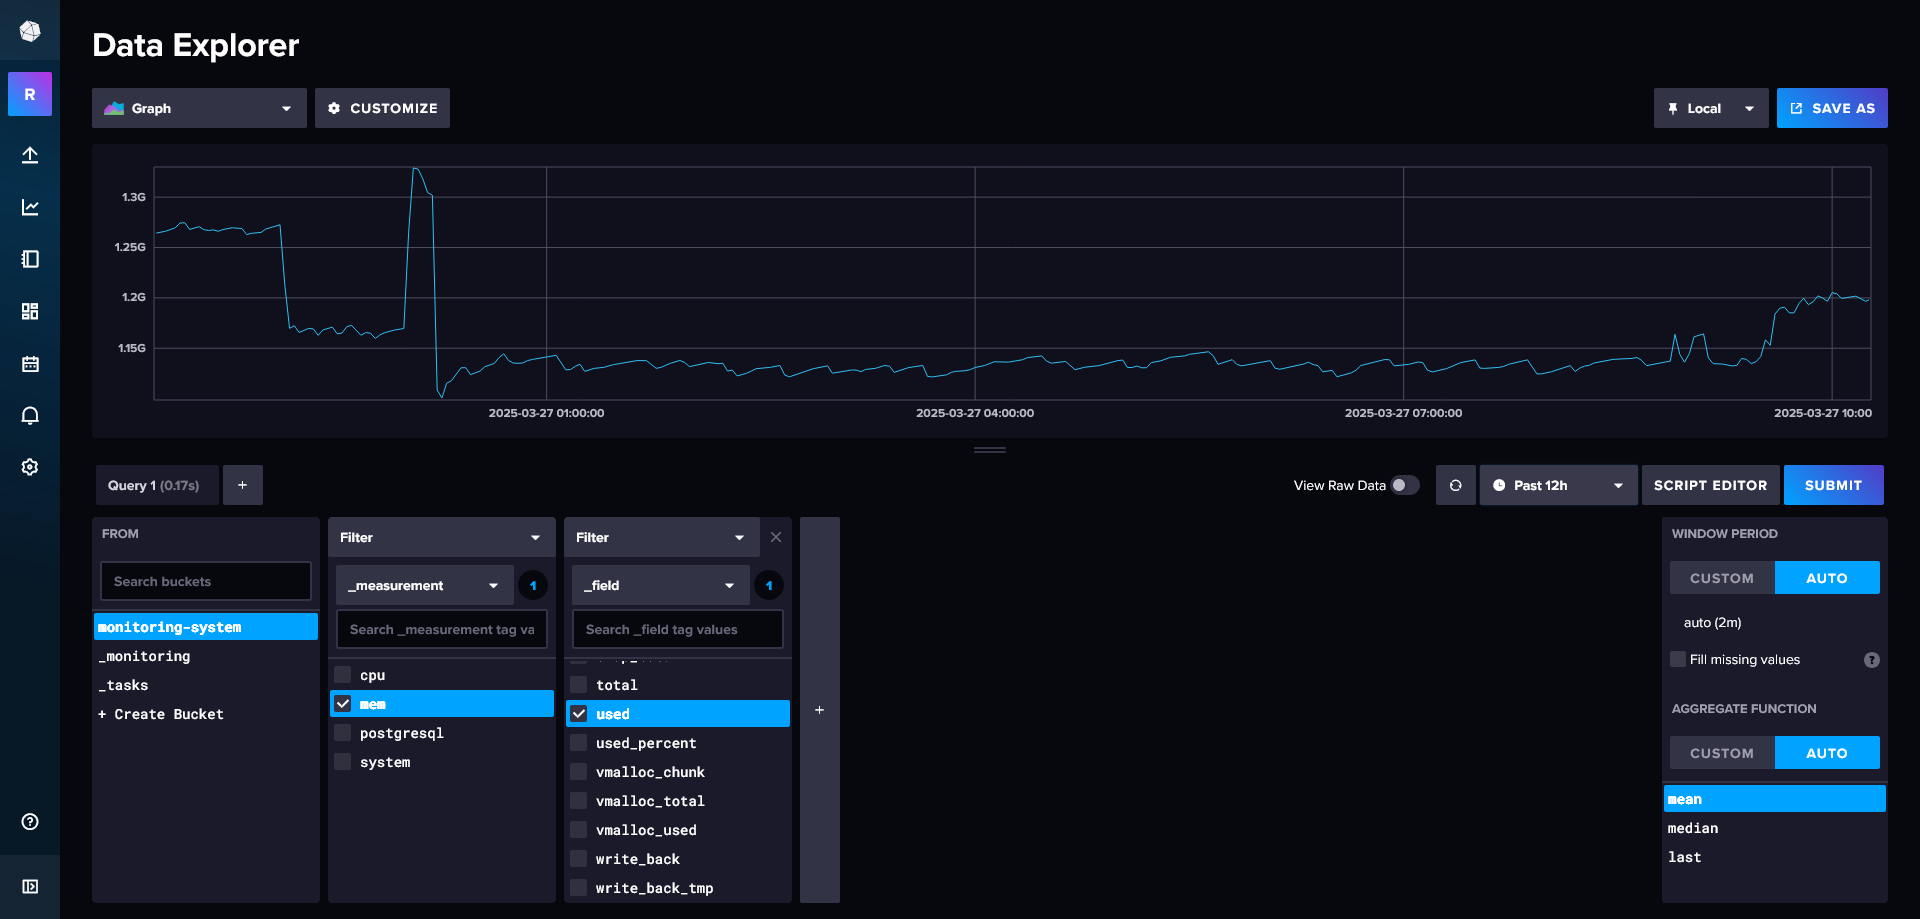 Data Explorer
R
Graph
CUSTOMIZE
Local
SAVE AS
1.3G
1.25G
1.2G
1.15G
2025-03-27 01:00:00
2025-03-27 04:00:00
2025-03-27 07:00:00
2025-03-27 10:00
Query 1 (0.17s)
+
View Raw Data
Past 12h
SCRIPT EDITOR
SUBMIT
FROM
Search buckets
monitoring-system
_monitoring
_tasks
+ Create Bucket
Filter
_measurement
1
Search _measurement tag va
cpu
mem
postgresql
system
Filter
_field
1
Search _field tag values
total
used
used_percent
vmalloc_chunk
vmalloc_total
vmalloc_used
write_back
write_back_tmp
+
WINDOW PERIOD
CUSTOM
AUTO
auto (2m)
Fill missing values
?
AGGREGATE FUNCTION
CUSTOM
AUTO
mean
median
last